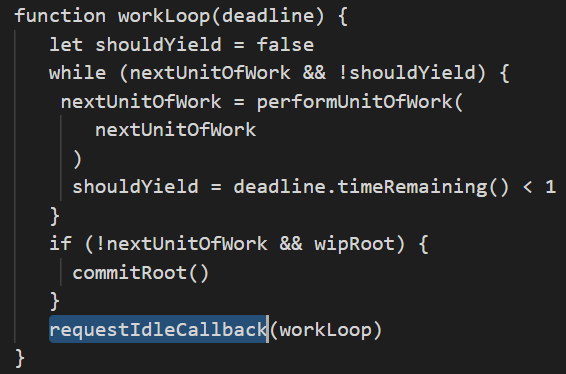 function workLoop(deadline) {
let shouldYield = false
while (nextUnitOfWork && !shouldYield) {
nextUnitOfWork = performUnitOfWork(
nextUnitOfWork
)
shouldYield = deadline.timeRemaining() < 1
}
if (!nextUnitOfWork && wipRoot) {
commitRoot()
}
requestIdleCallback(workLoop)
}